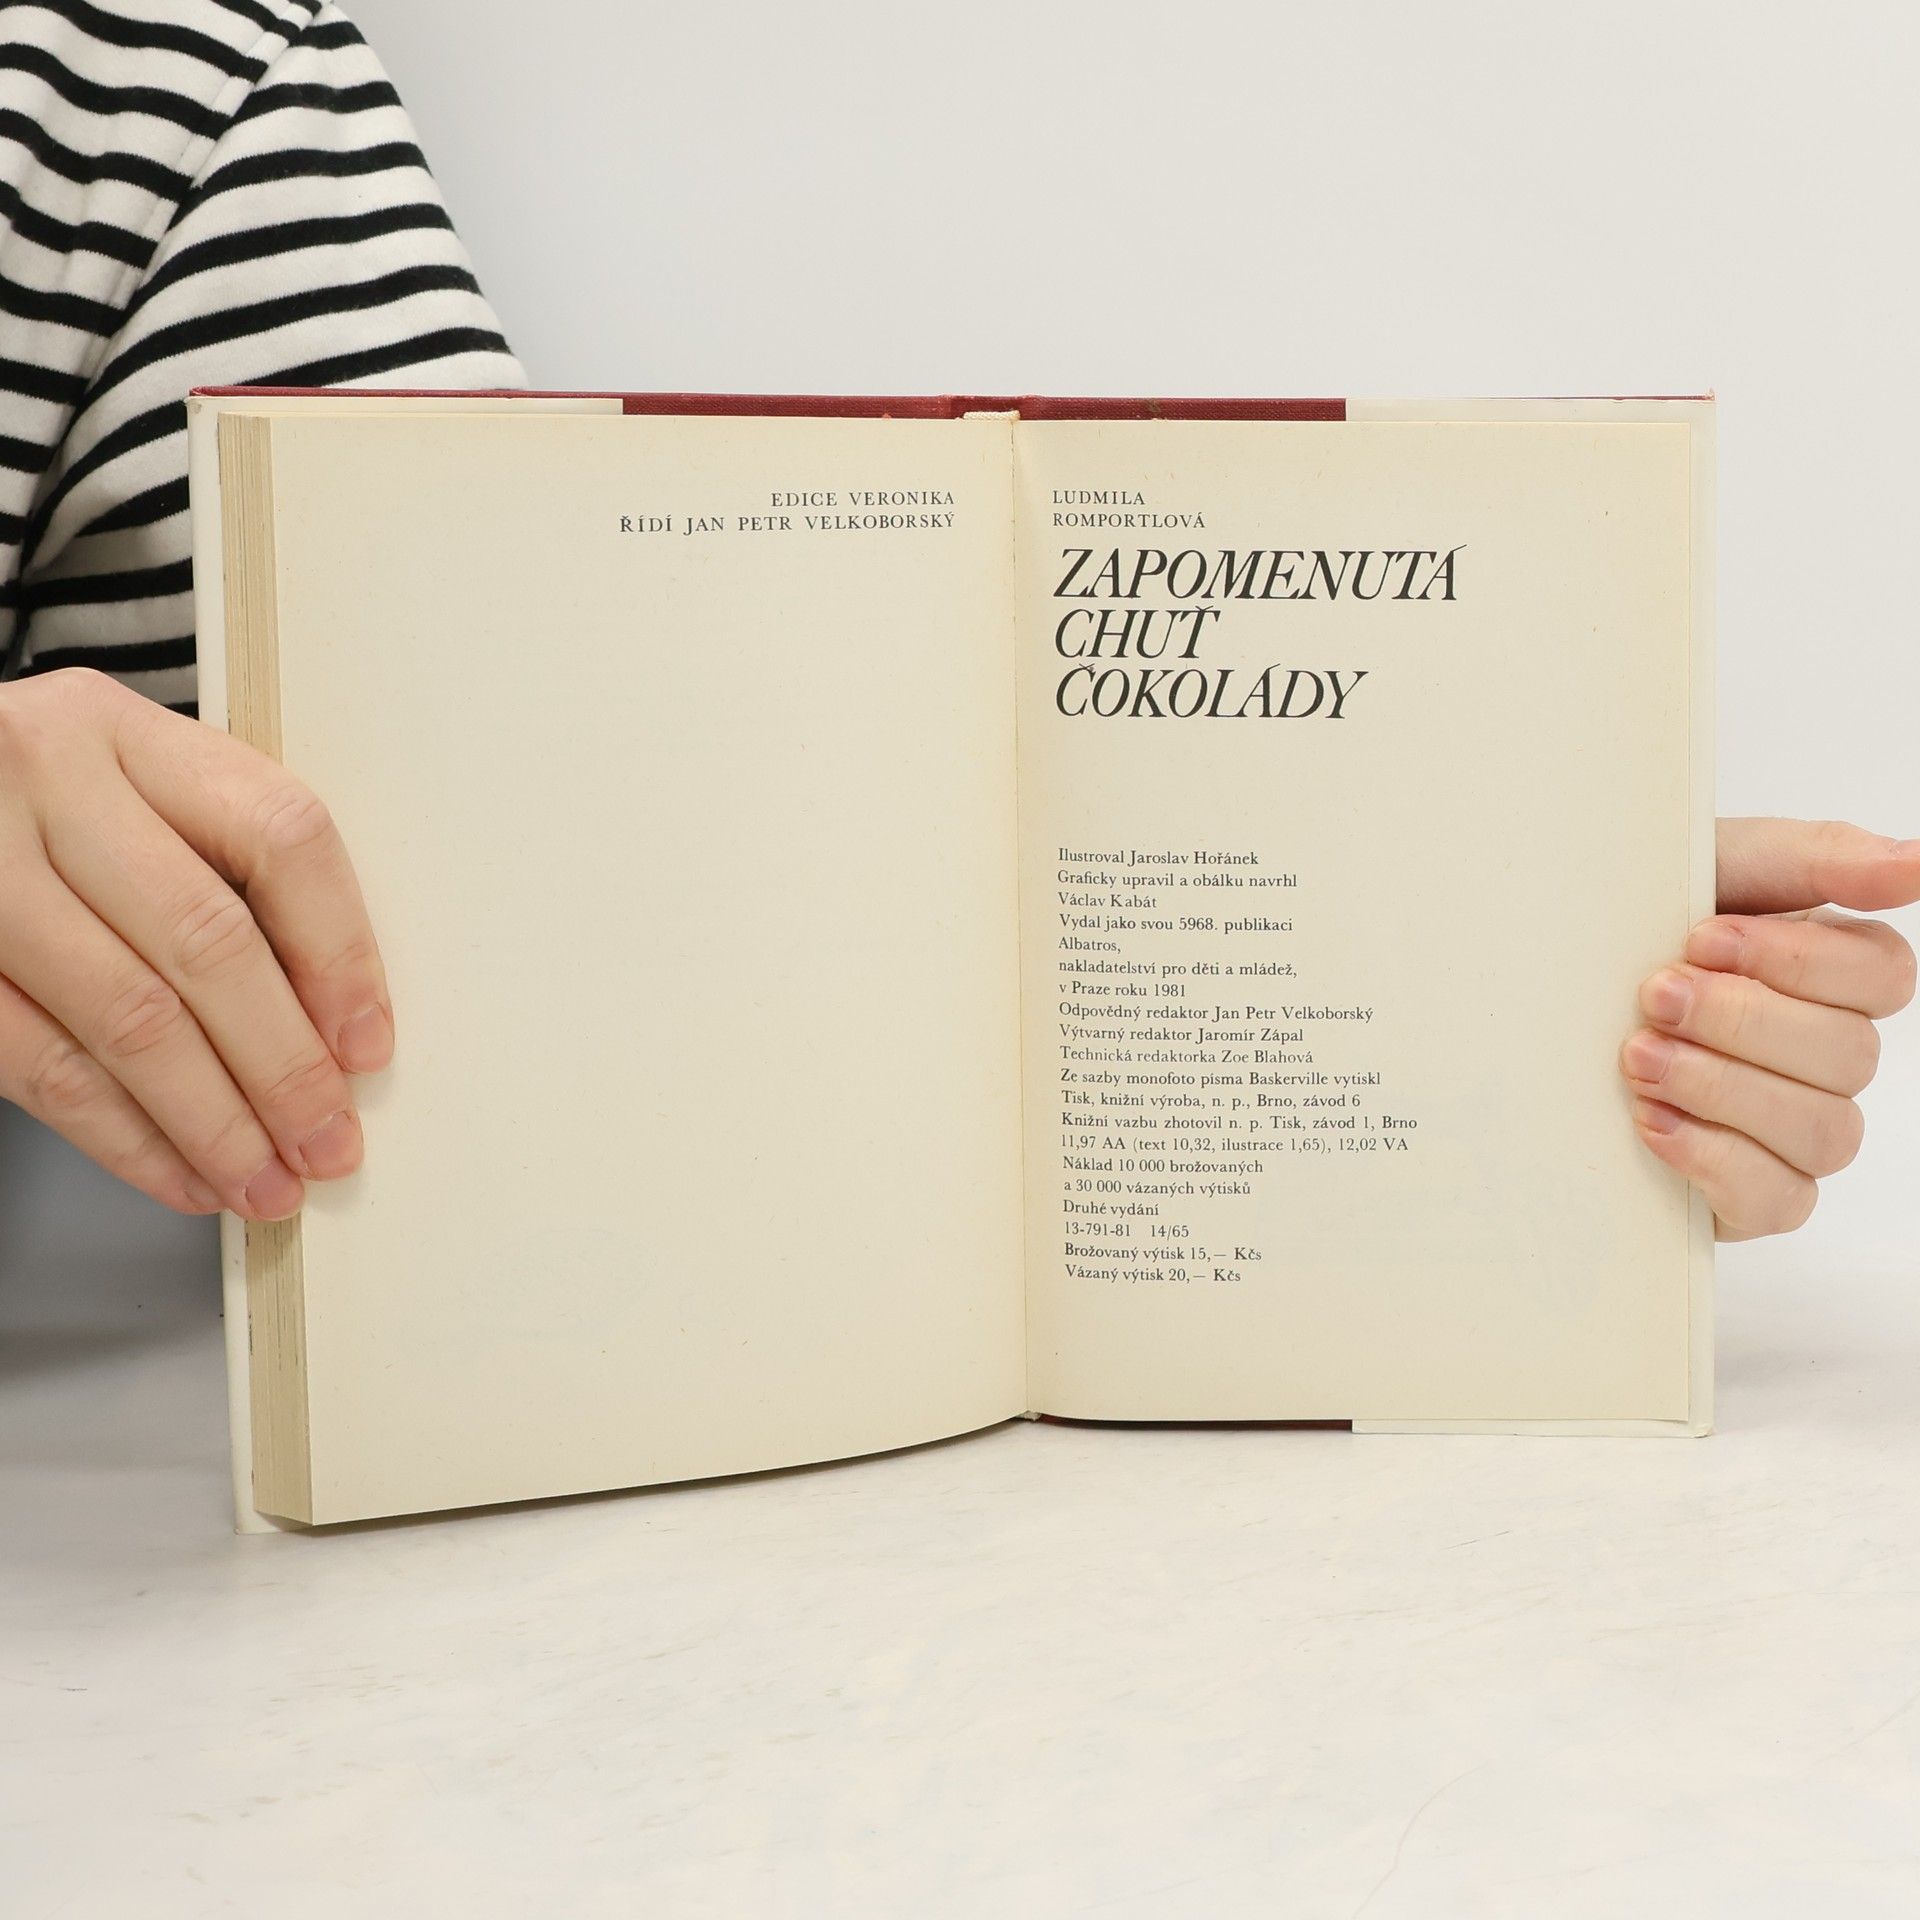 EDICE VERONIKA
ŘÍDÍ JAN PETR VELKOBORSKÝ
LUDMILA
ROMPORTLOVÁ
ZAPOMENUTÁ
CHUŤ
ČOKOLÁDY
Ilustroval Jaroslav Hořánek
Graficky upravil a obálku navrhl
Václav Kabát
Vydal jako svou 5968. publikaci
Albatros,
nakladatelství pro děti a mládež,
v Praze roku 1981
Odpovědný redaktor Jan Petr Velkoborský
Výtvarný redaktor Jaromír Zápal
Technická redaktorka Zoe Blahová
Ze sazby monofoto písma Baskerville vytiskl
Tisk, knižní výroba, n. p., Brno, závod 6
Knižní vazbu zhotovil n. p. Tisk, závod 1, Brno
11,97 AA (text 10,32, ilustrace 1,65), 12,02 VA
Náklad 10 000 brožovaných
a 30 000 vázaných výtisků
Druhé vydání
13-791-81 14/65
Brožovaný výtisk 15,— Kčs
Vázaný výtisk 20,— Kčs